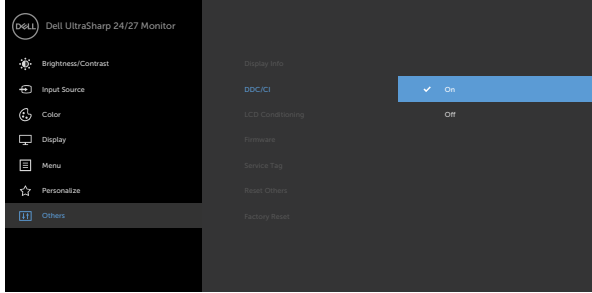 DELL Dell UltraSharp 24/27 Monitor
Brightness/Contrast Display Info
Input Source DDC/CI On
Color LCD Conditioning Off
Display Firmware
Menu Service Tag
Personalize Reset Others
Others Factory Reset